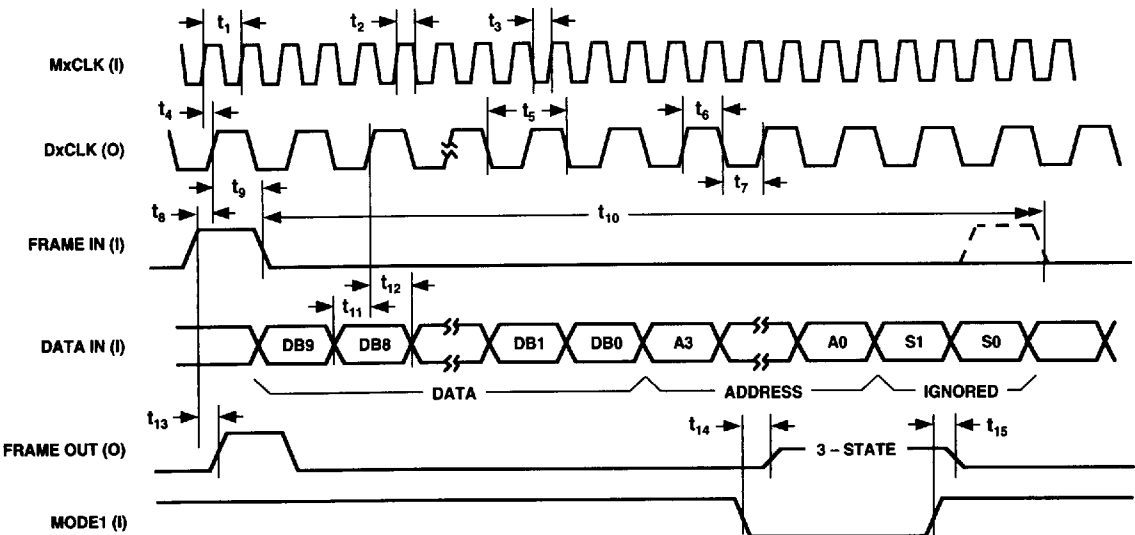 t1
t2
t3
MxCLK (I)
t4
t5
t6
DxCLK (O)
t9
t7
t8
t10
FRAME IN (I)
t12
t11
DATA IN (I)
DB9
DB8
DB1
DB0
A3
A0
S1
S0
DATA
ADDRESS
IGNORED
t13
t14
t15
FRAME OUT (O)
3 – STATE
MODE1 (I)